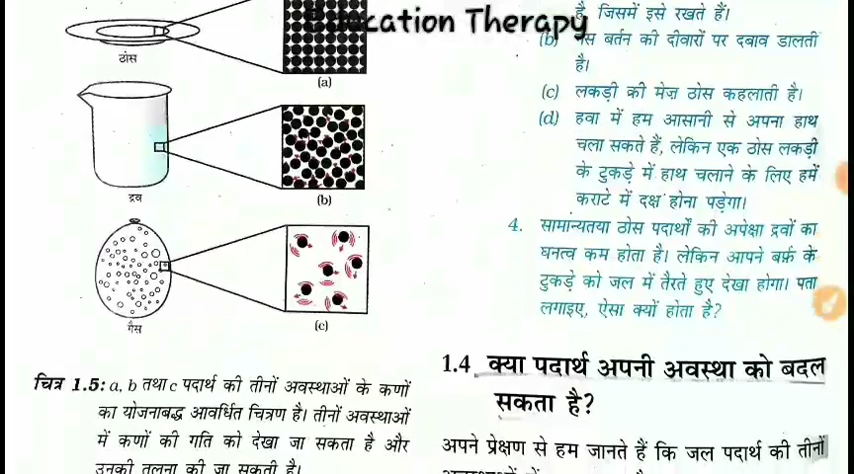 Education Therapy
ठोस
(a)
द्रव
(b)
गैस
(c)
चित्र 1.5: a, b तथा c पदार्थ की तीनों अवस्थाओं के कणों
का योजनाबद्ध आवर्धित चित्रण है। तीनों अवस्थाओं
में कणों की गति को देखा जा सकता है और
उनकी तुलना की जा सकती है।
है, जिसमें इसे रखते हैं।
(b) गैस बर्तन की दीवारों पर दबाव डालती
है।
(c) लकड़ी की मेज़ ठोस कहलाती है।
(d) हवा में हम आसानी से अपना हाथ
चला सकते हैं, लेकिन एक ठोस लकड़ी
के टुकड़े में हाथ चलाने के लिए हमें
कराटे में दक्ष होना पड़ेगा।
4. सामान्यतया ठोस पदार्थों की अपेक्षा द्रवों का
घनत्व कम होता है। लेकिन आपने बर्फ़ के
टुकड़े को जल में तैरते हुए देखा होगा। पता
लगाइए, ऐसा क्यों होता है?
1.4 क्या पदार्थ अपनी अवस्था को बदल
सकता है?
अपने प्रेक्षण से हम जानते हैं कि जल पदार्थ की तीनों